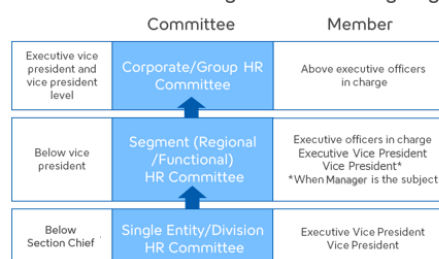 Committee
Member
Executive vice
president and
vice president
level
Corporate/Group HR
Committee
Above executive officers
in charge
Below vice
president
Segment (Regional
/Functional)
HR Committee
Executive officers in charge
Executive Vice President
Vice President*
*When Manager is the subject
Below
Section Chief
Single Entity/Division
HR Committee
Executive Vice President
Vice President